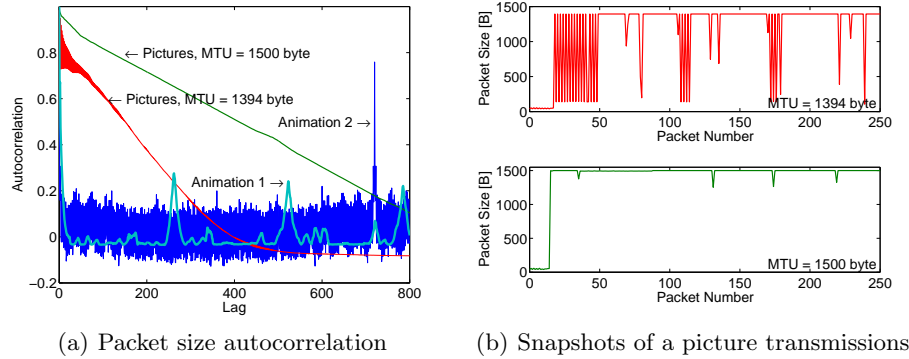 0.8
0.6
0.4
0.2
0
−0.2
Autocorrelation
← Pictures, MTU = 1500 byte
← Pictures, MTU = 1394 byte
Animation 2 →
Animation 1 →
0 200 400 600 800
Lag
(a) Packet size autocorrelation
1500
1000
500
0
Packet Size [B]
MTU = 1394 byte
0 50 100 150 200 250
Packet Number
1500
1000
500
0
Packet Size [B]
MTU = 1500 byte
0 50 100 150 200 250
Packet Number
(b) Snapshots of a picture transmissions